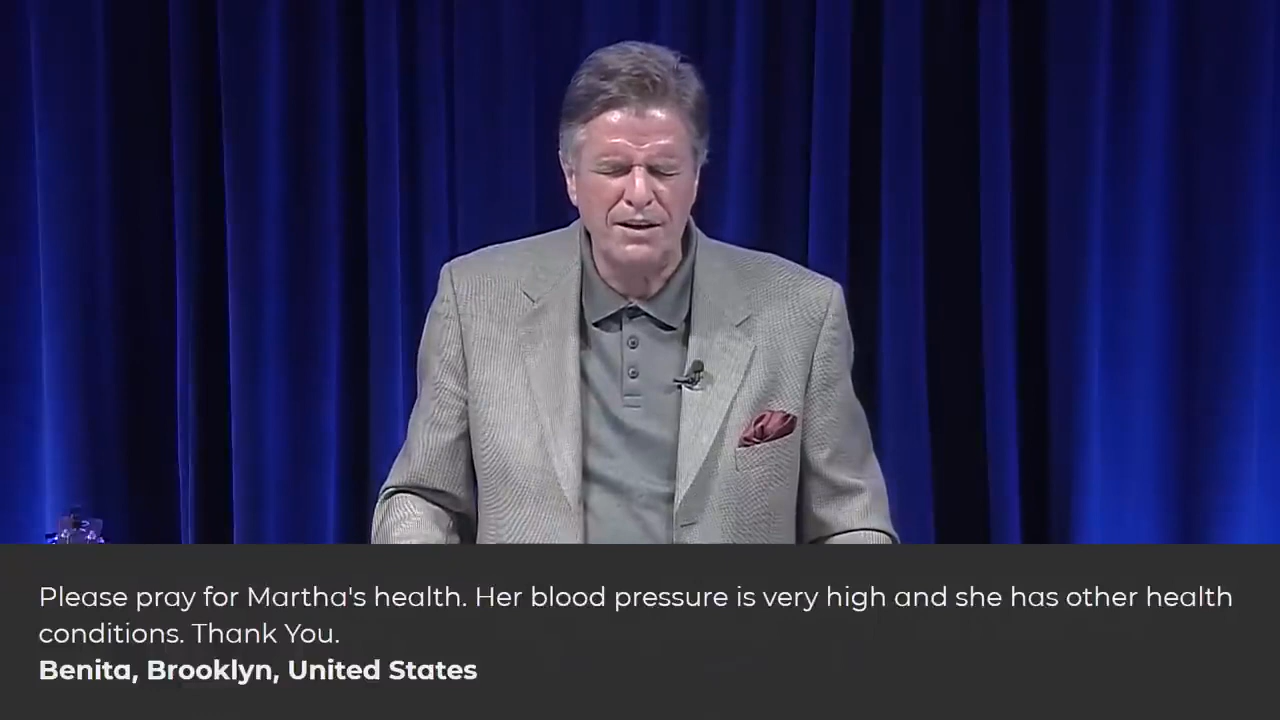 Please pray for Martha's health. Her blood pressure is very high and she has other health
conditions. Thank You.
Benita, Brooklyn, United States